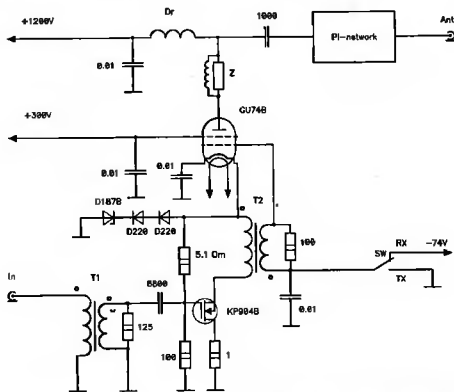 Dr
+1200V
1000
PI-network
Ant
0.01
Z
GU74B
+300V
0.01
0.01
T2
D187B
D220
D220
5.1 Om
100
SW
RX
-74V
TX
In
T1
6800
KP904B
0.01
125
100
1